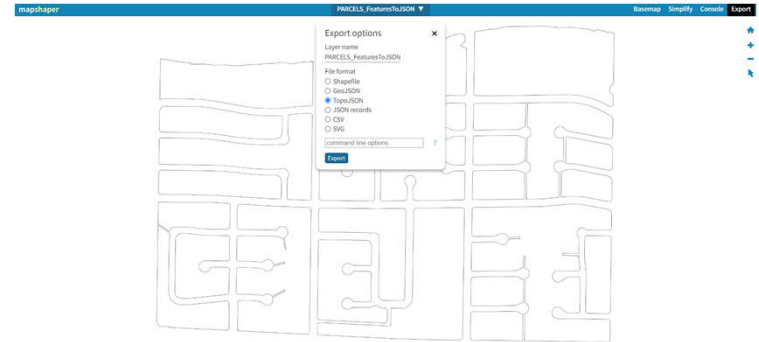 mapshaper
PARCELS_FeaturesToJSON ▼
Basemap Simplify Console Export
Export options
Layer name
PARCELS_FeaturesToJSON
File format
Shapefile
GeoJSON
TopoJSON
JSON records
CSV
SVG
command line options
?
Export